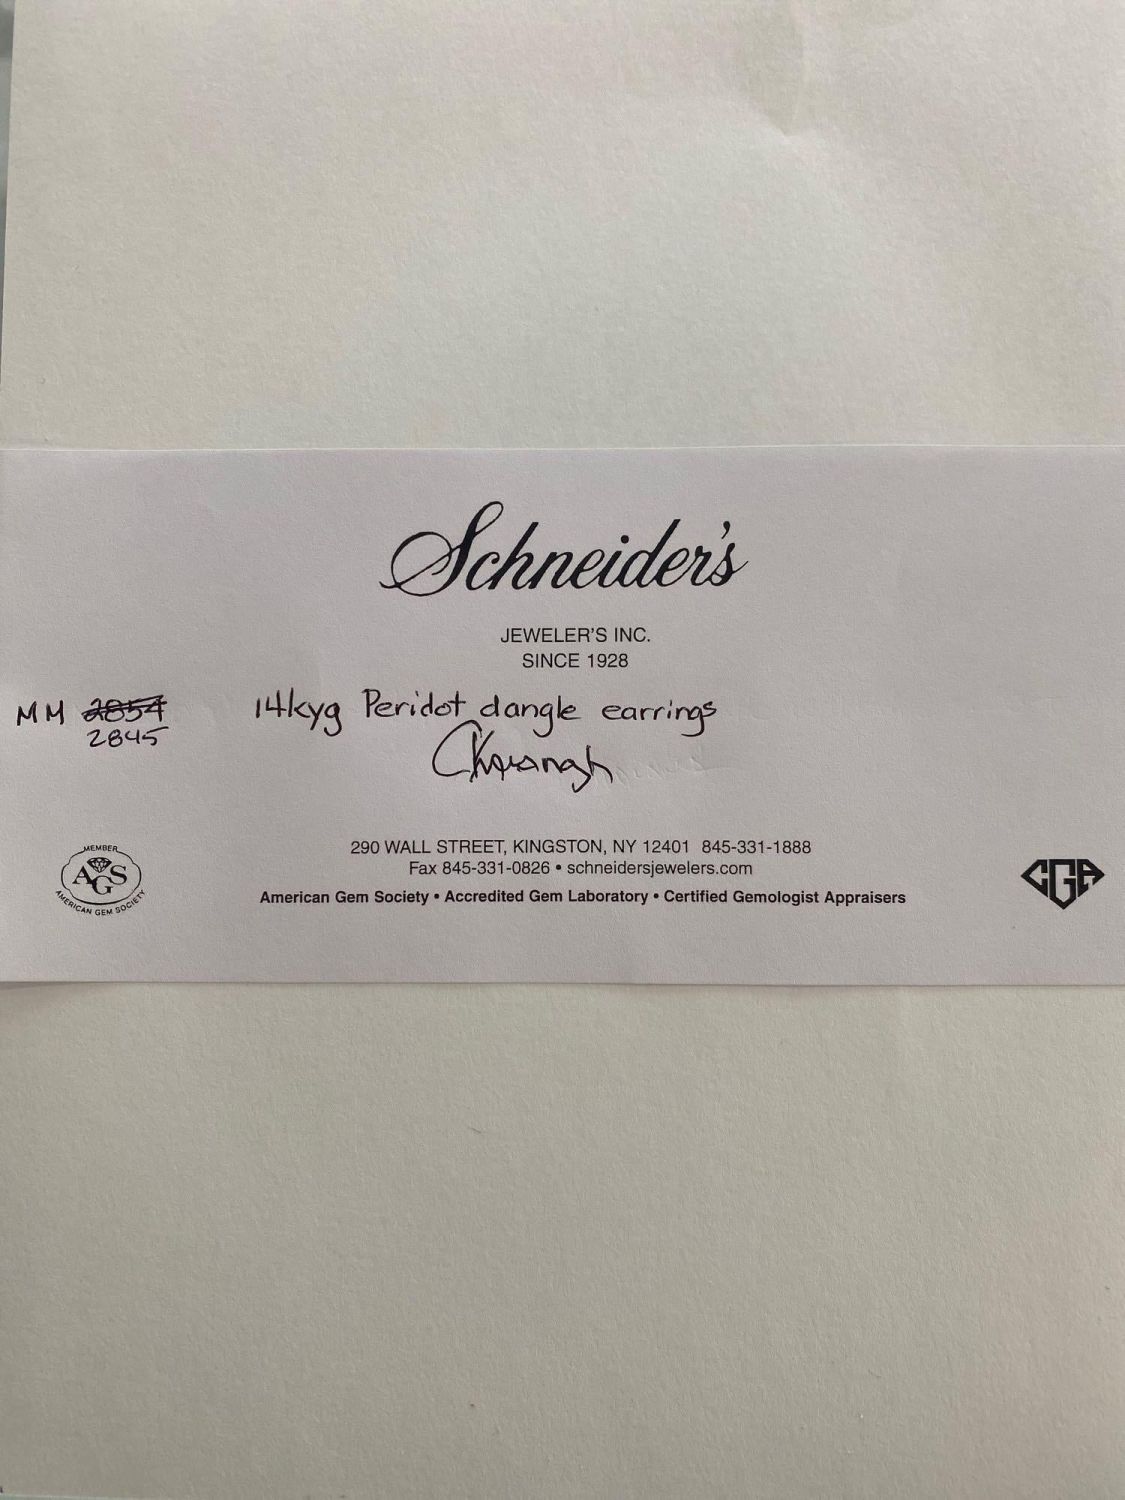 Schneider's
JEWELER'S INC.
SINCE 1928
MM 2854 14kyg Peridot dangle earrings
2845
290 WALL STREET, KINGSTON, NY 12401 845-331-1888
Fax 845-331-0826 • schneidersjewelers.com
American Gem Society • Accredited Gem Laboratory • Certified Gemologist Appraisers
MEMBER
AGS
AMERICAN GEM SOCIETY
CGA